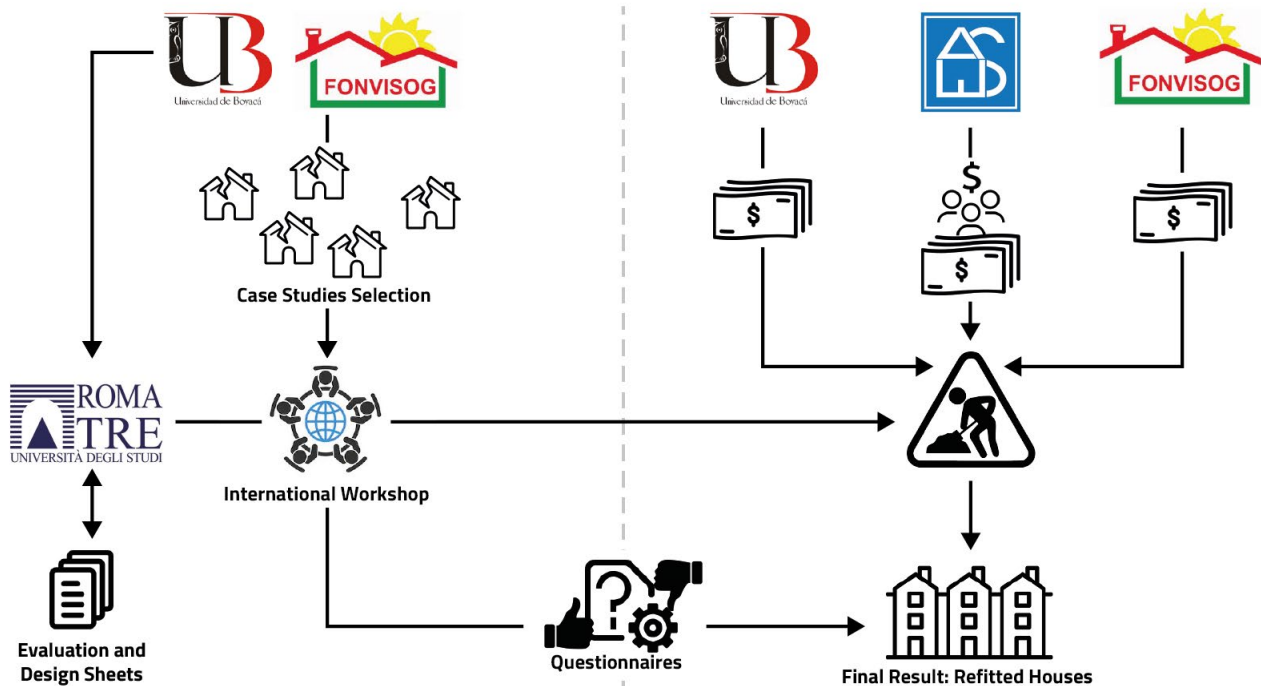 UB
Universidad de Boyacá
FONVISOG
UB
Universidad de Boyacá
AS
FONVISOG
$
$
$
$
Case Studies Selection
ROMA
TRE
UNIVERSITÀ DEGLI STUDI
International Workshop
?
Evaluation and
Design Sheets
Questionnaires
Final Result: Refitted Houses